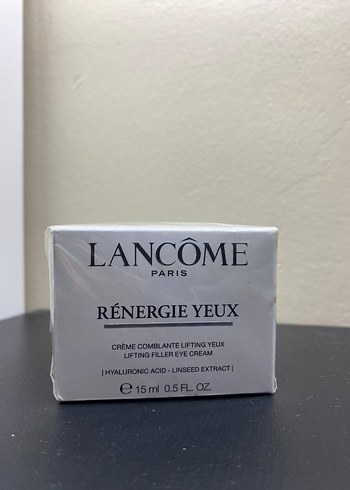 LANCÔME
PARIS
RÉNERGIE YEUX
CRÈME COMBLANTE LIFTING YEUX
LIFTING FILLER EYE CREAM
| HYALURONIC ACID - LINSEED EXTRACT |
℮ 15 ml 0.5 FL. OZ.